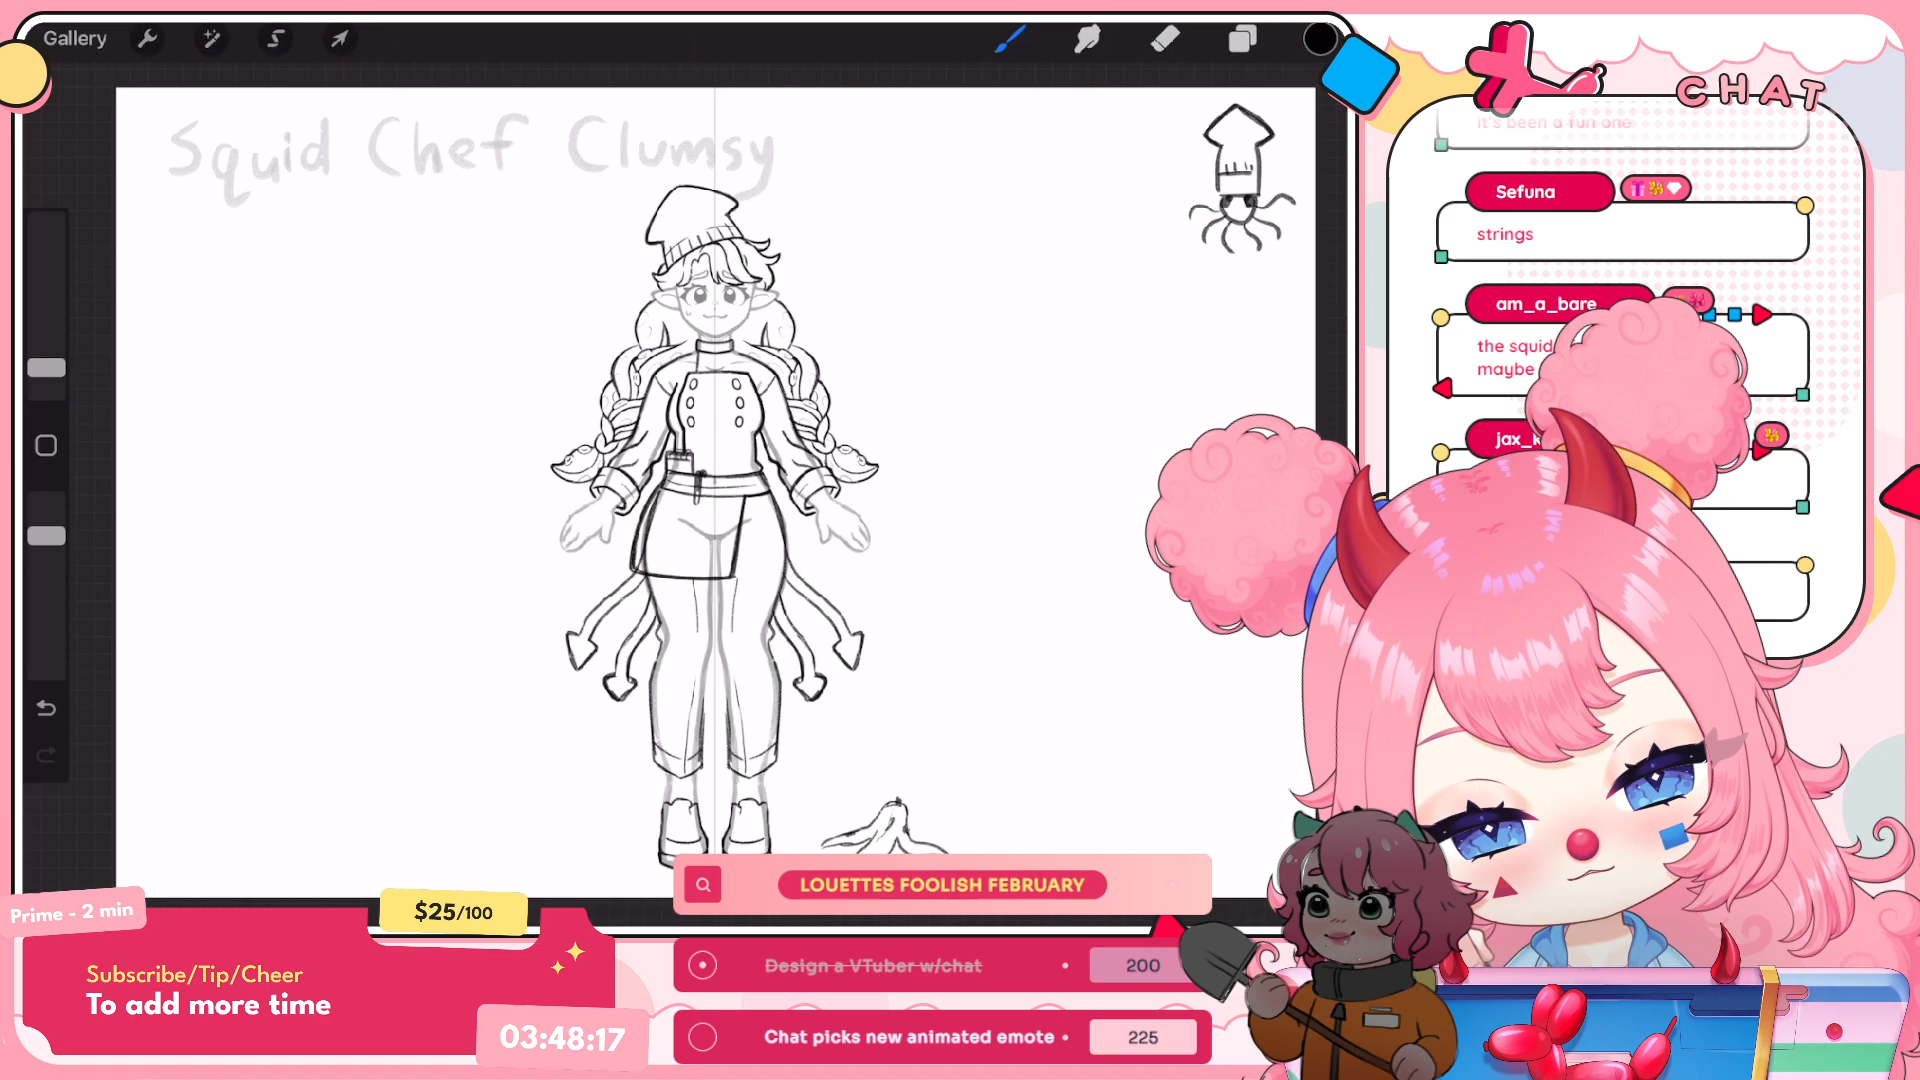 Gallery
Squid Chef Clumsy
CHAT
it's been a fun one
Sefuna
strings
am_a_bare
the squid
maybe
Prime - 2 min
$25/100
Subscribe/Tip/Cheer
To add more time
03:48:17
LOUETTES FOOLISH FEBRUARY
Design a VTuber w/chat • 200
Chat picks new animated emote • 225